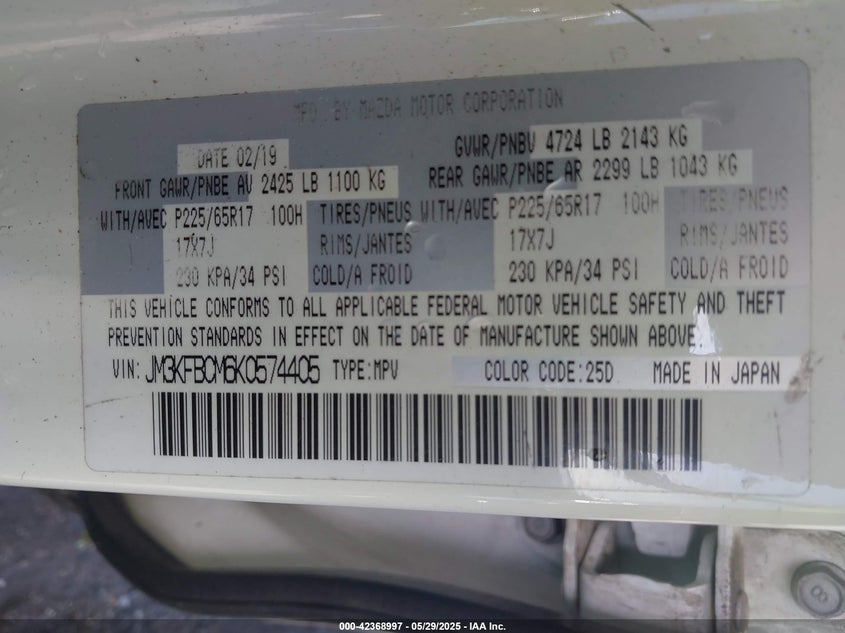 MFD. BY MAZDA MOTOR CORPORATION
DATE 02/19 GVWR/PNBV 4724 LB 2143 KG
FRONT GAWR/PNBE AV 2425 LB 1100 KG REAR GAWR/PNBE AR 2299 LB 1043 KG
WITH/AVEC P225/65R17 100H TIRES/PNEUS WITH/AVEC P225/65R17 100H TIRES/PNEUS
17X7J RIMS/JANTES 17X7J RIMS/JANTES
230 KPA/34 PSI COLD/A FROID 230 KPA/34 PSI COLD/A FROID
THIS VEHICLE CONFORMS TO ALL APPLICABLE FEDERAL MOTOR VEHICLE SAFETY AND THEFT
PREVENTION STANDARDS IN EFFECT ON THE DATE OF MANUFACTURE SHOWN ABOVE.
VIN: JM3KFBCM6K0574405 TYPE:MPV COLOR CODE:25D MADE IN JAPAN
8
000-42368997 - 05/29/2025 - IAA Inc.